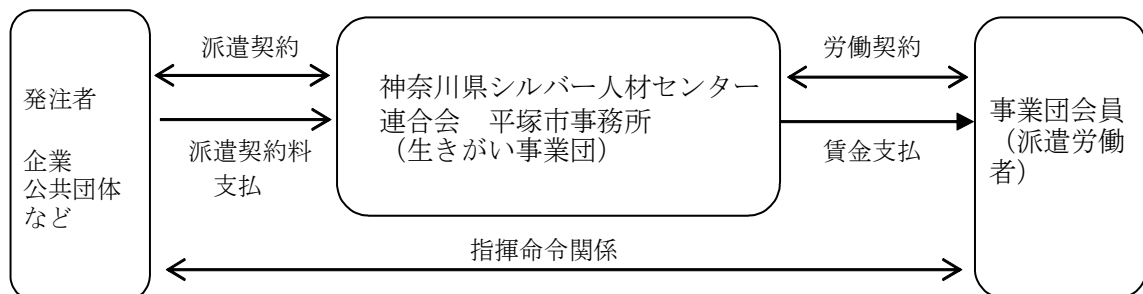 発注者
企業
公共団体
など
派遣契約
派遣契約料
支払
神奈川県シルバー人材センター
連合会　平塚市事務所
（生きがい事業団）
労働契約
賃金支払
事業団会員
（派遣労働
者）
指揮命令関係